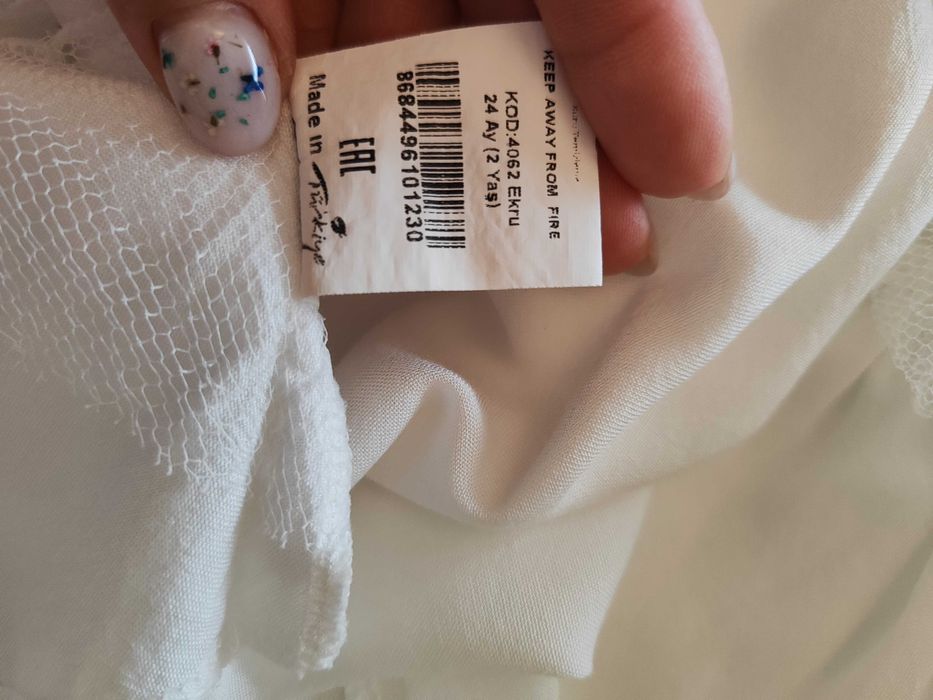 KEEP AWAY FROM FIRE
KOD:4062 Ekru
24 Ay (2 Yaş)
8684496101230
EAC
Made in Türkiye